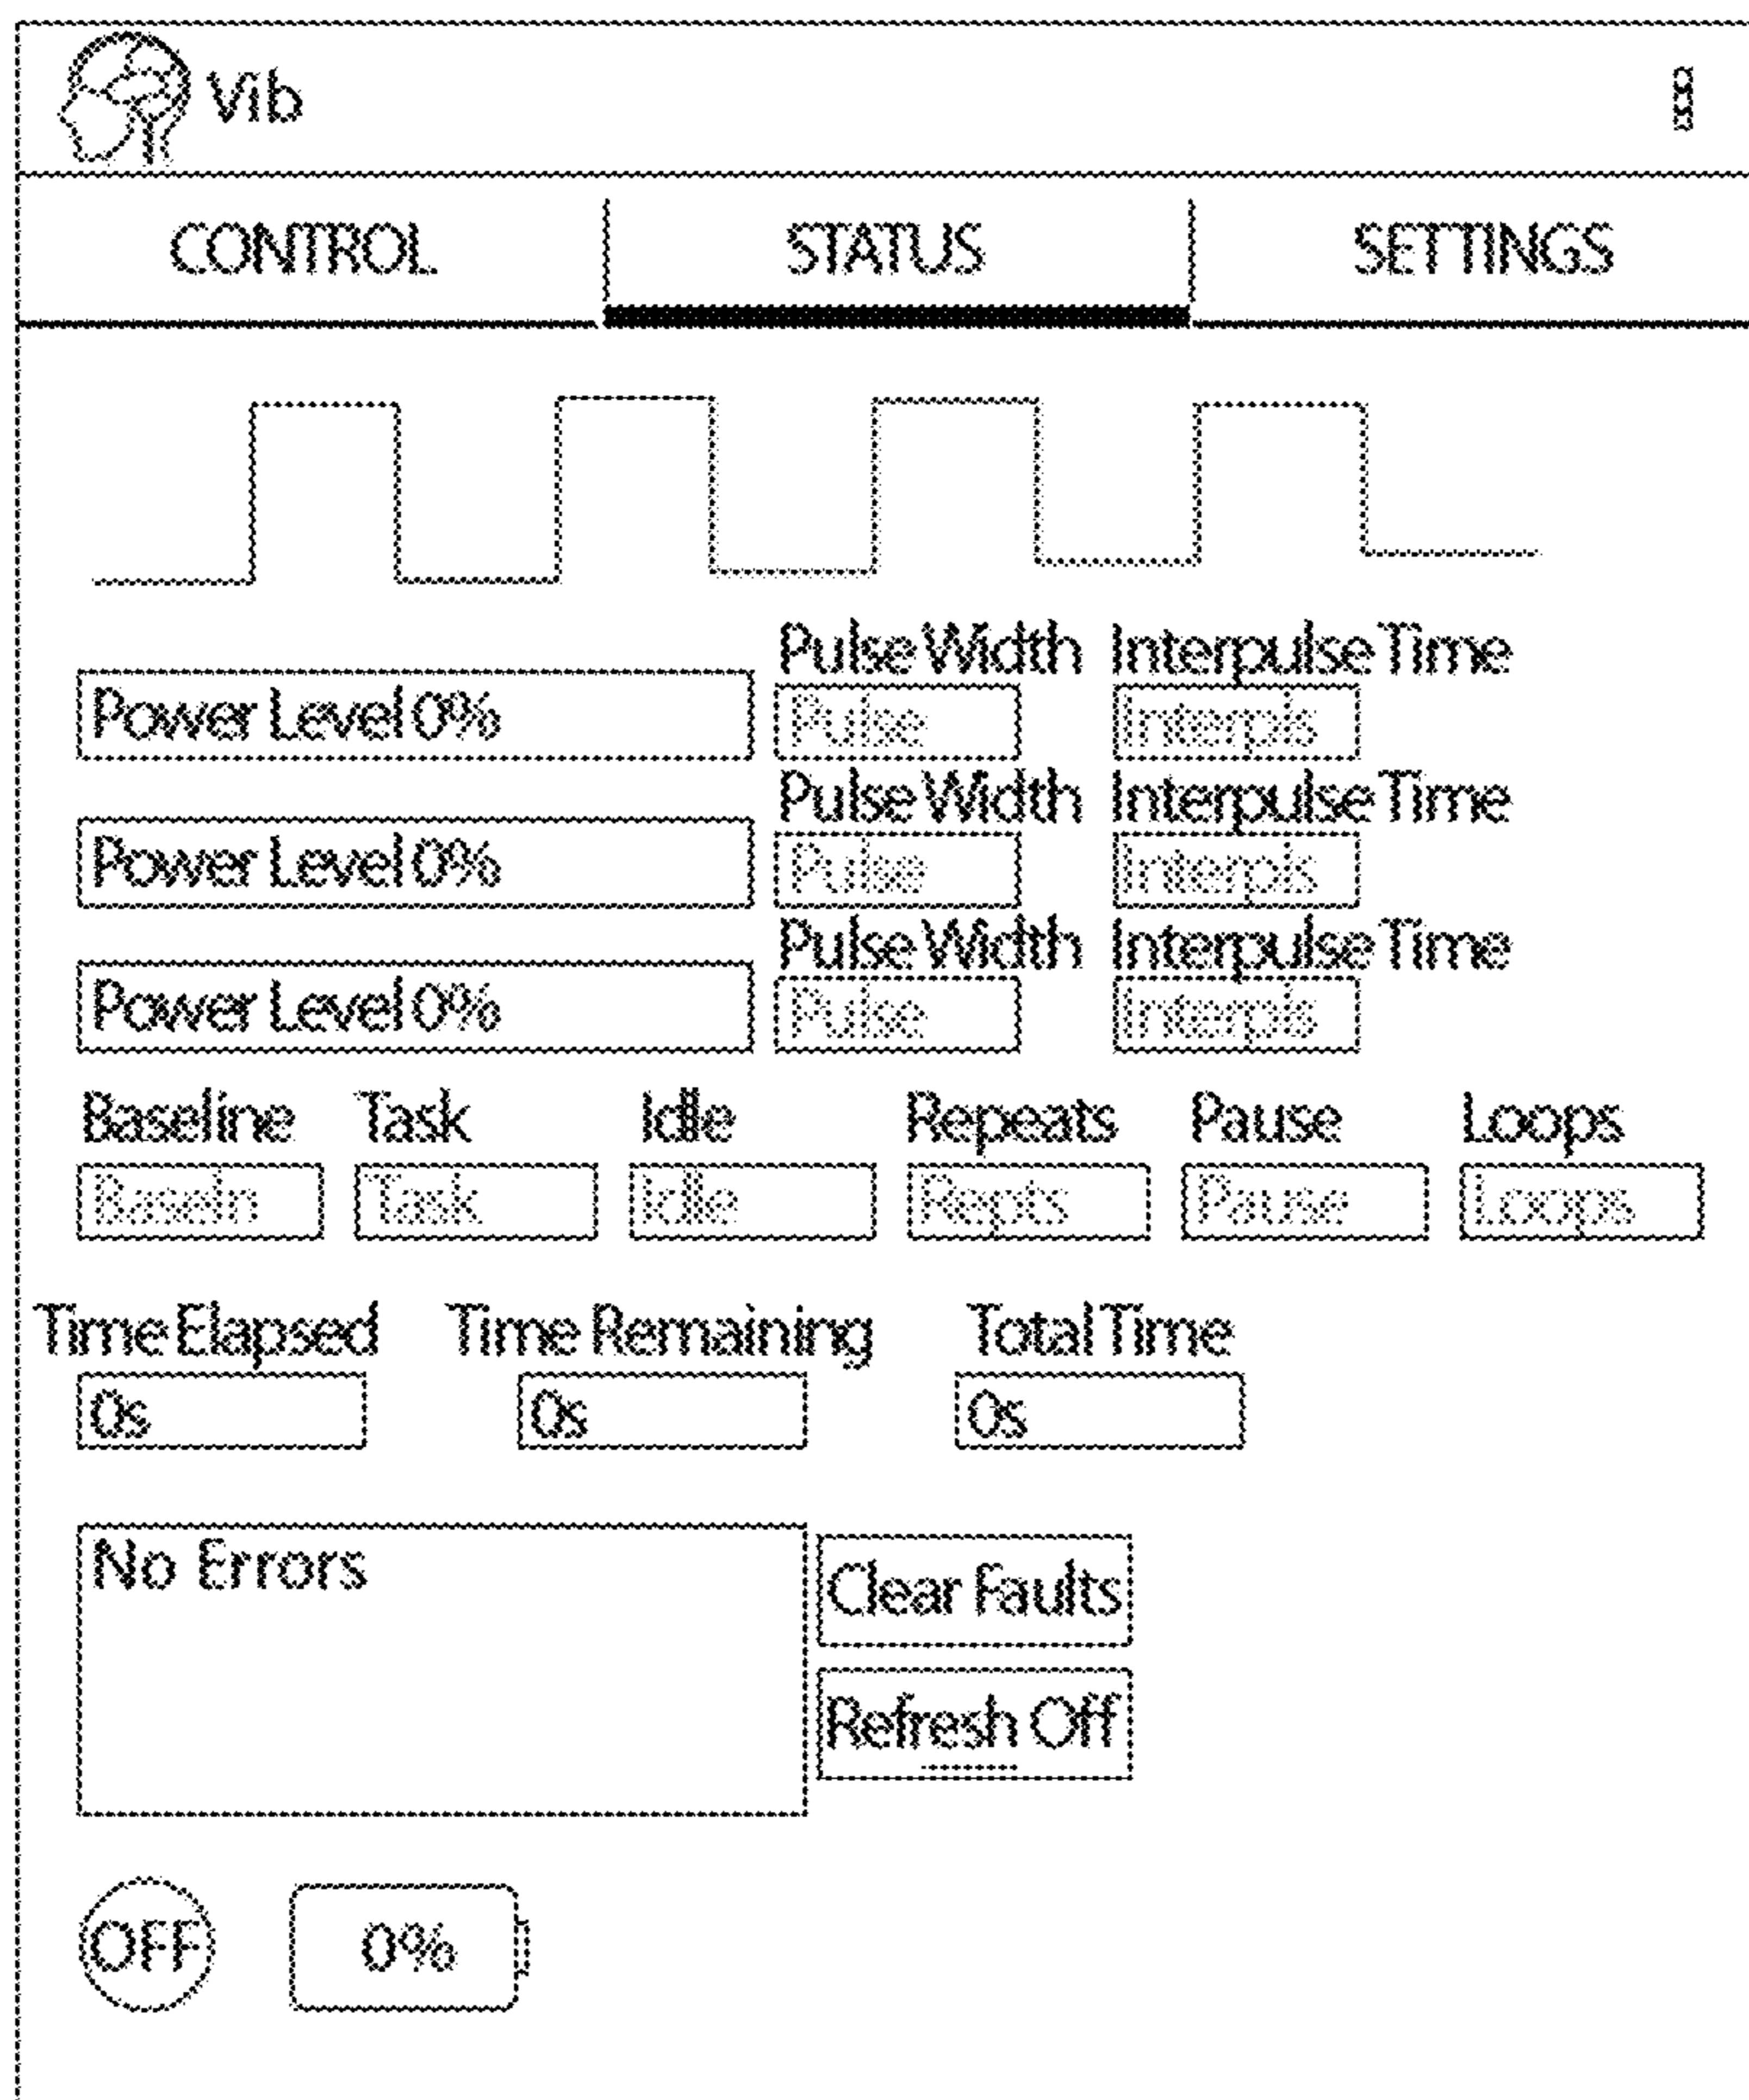 Vib
CONTROL STATUS SETTINGS
Pulse Width Interpulse Time
Power Level 0% Pulse Interpls
Pulse Width Interpulse Time
Power Level 0% Pulse Interpls
Pulse Width Interpulse Time
Power Level 0% Pulse Interpls
Baseline Task Idle Repeats Pause Loops
Baseln Task Idle Repts Pause Loops
Time Elapsed Time Remaining Total Time
0s 0s 0s
No Errors
Clear Faults
Refresh Off
OFF 0%